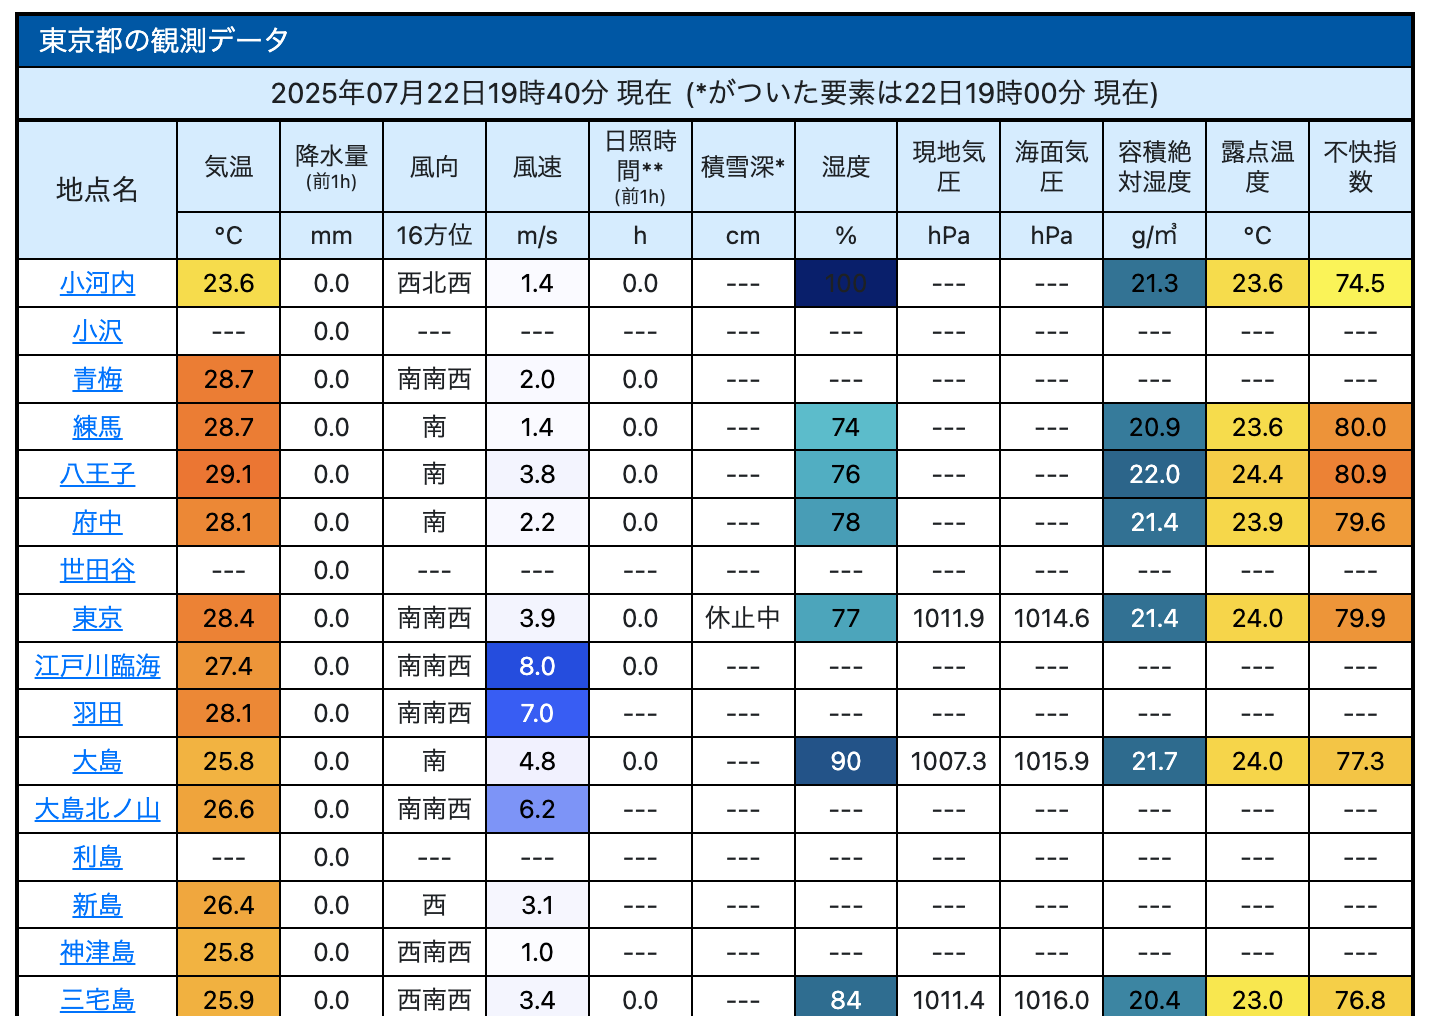 東京都の観測データ
2025年07月22日19時40分 現在 (*がついた要素は22日19時00分 現在)
地点名 気温 降水量(前1h) 風向 風速 日照時間**(前1h) 積雪深* 湿度 現地気圧 海面気圧 容積絶対湿度 露点温度 不快指数
°C mm 16方位 m/s h cm % hPa hPa g/㎥ °C
小河内 23.6 0.0 西北西 1.4 0.0 --- 100 --- --- 21.3 23.6 74.5
小沢 --- 0.0 --- --- --- --- --- --- --- --- --- ---
青梅 28.7 0.0 南南西 2.0 0.0 --- --- --- --- --- --- ---
練馬 28.7 0.0 南 1.4 0.0 --- 74 --- --- 20.9 23.6 80.0
八王子 29.1 0.0 南 3.8 0.0 --- 76 --- --- 22.0 24.4 80.9
府中 28.1 0.0 南 2.2 0.0 --- 78 --- --- 21.4 23.9 79.6
世田谷 --- 0.0 --- --- --- --- --- --- --- --- --- ---
東京 28.4 0.0 南南西 3.9 0.0 休止中 77 1011.9 1014.6 21.4 24.0 79.9
江戸川臨海 27.4 0.0 南南西 8.0 0.0 --- --- --- --- --- --- ---
羽田 28.1 0.0 南南西 7.0 --- --- --- --- --- --- --- ---
大島 25.8 0.0 南 4.8 0.0 --- 90 1007.3 1015.9 21.7 24.0 77.3
大島北ノ山 26.6 0.0 南南西 6.2 --- --- --- --- --- --- --- ---
利島 --- 0.0 --- --- --- --- --- --- --- --- --- ---
新島 26.4 0.0 西 3.1 --- --- --- --- --- --- --- ---
神津島 25.8 0.0 西南西 1.0 --- --- --- --- --- --- --- ---
三宅島 25.9 0.0 西南西 3.4 0.0 --- 84 1011.4 1016.0 20.4 23.0 76.8